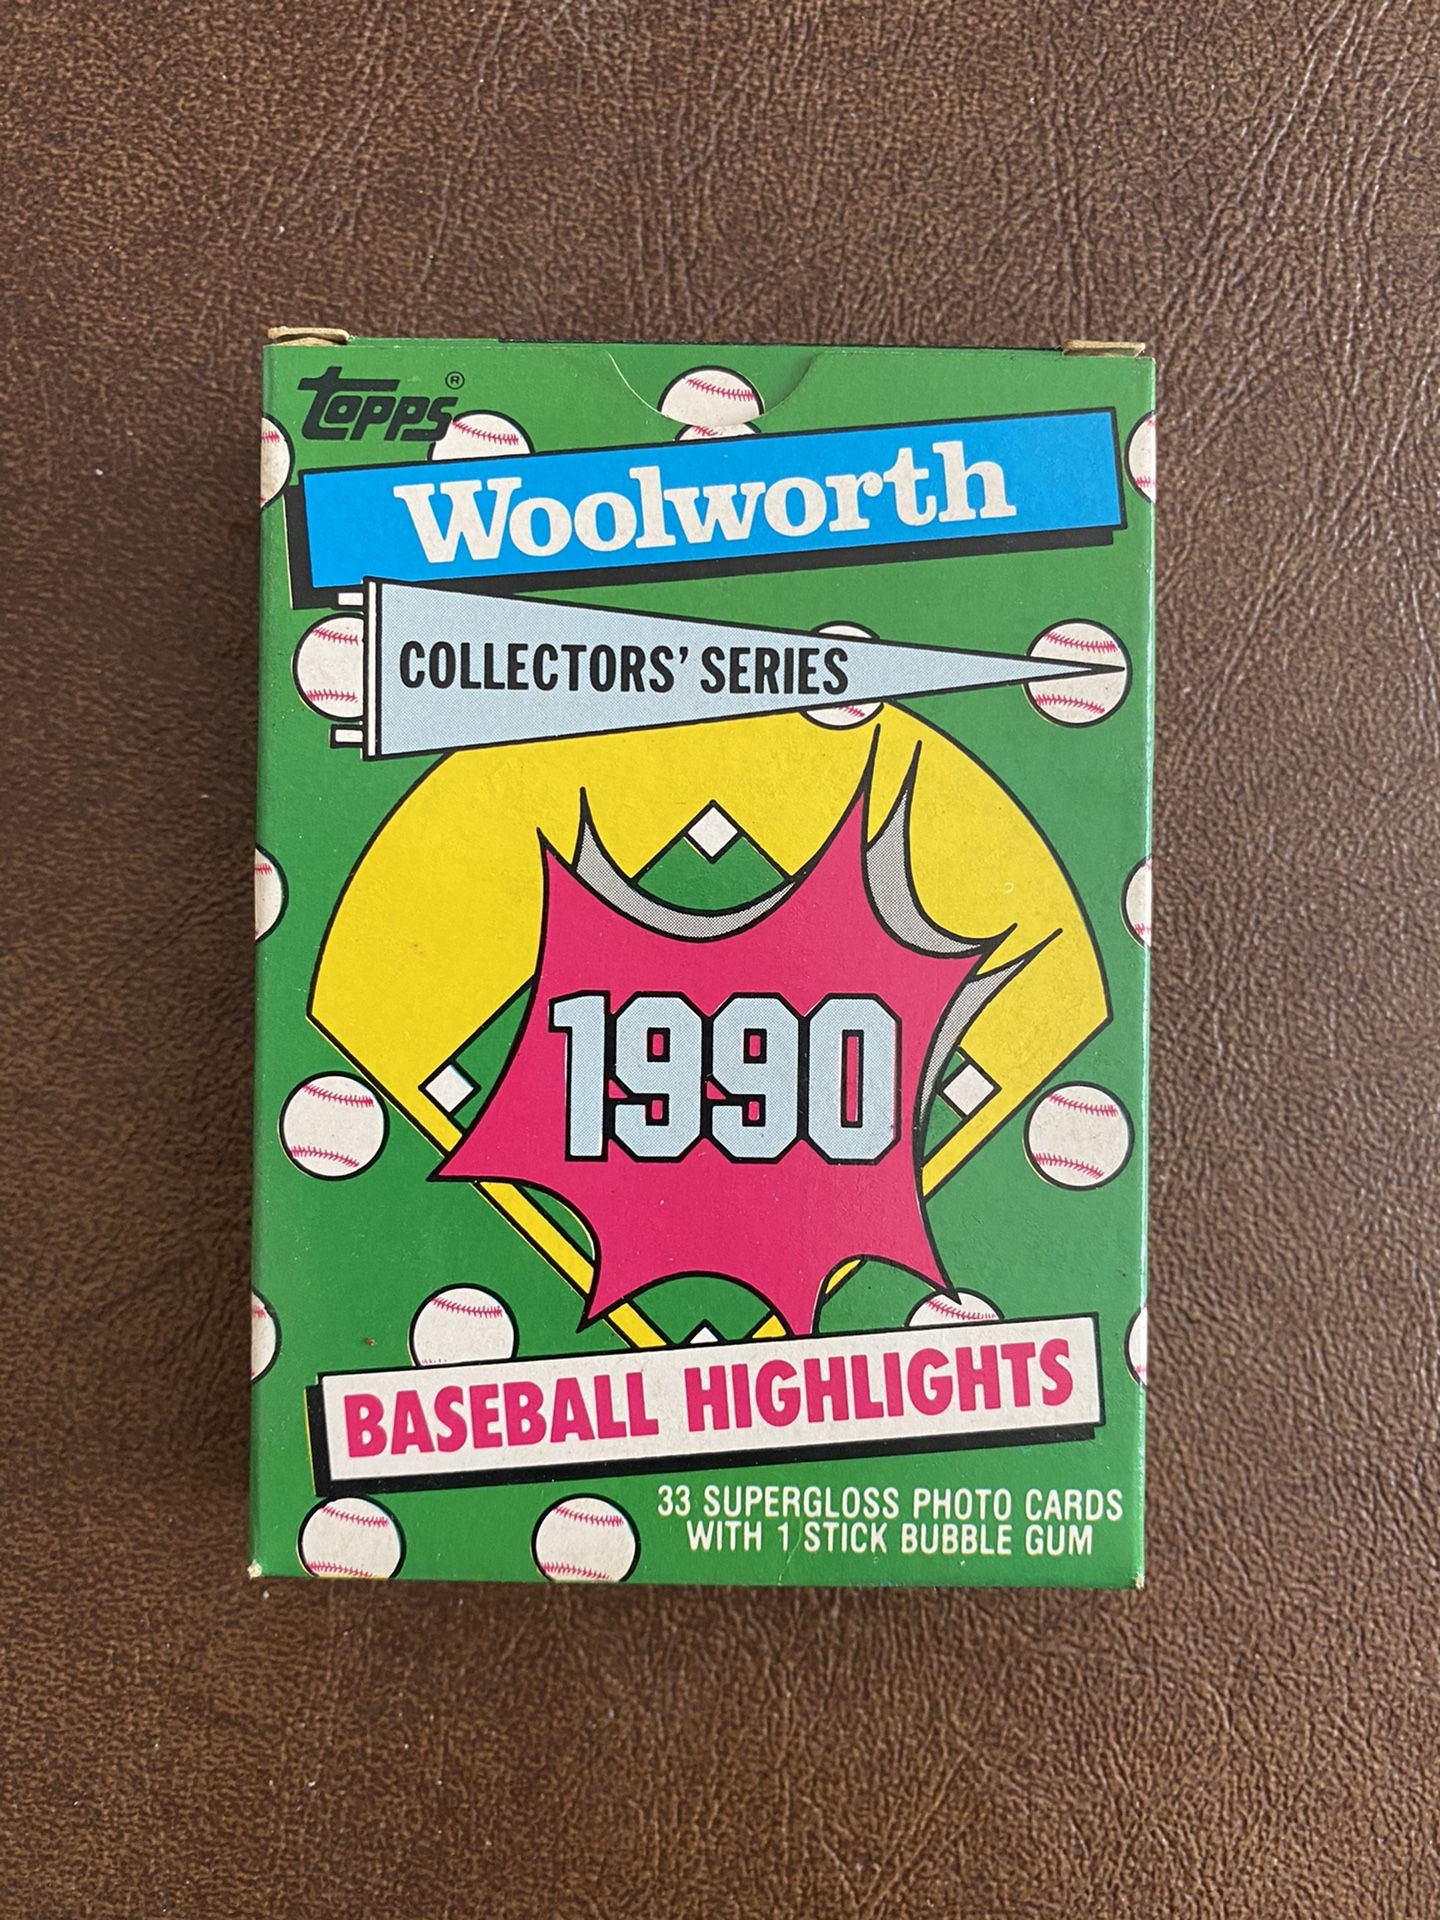 Topps®
Woolworth
COLLECTORS' SERIES
1990
BASEBALL HIGHLIGHTS
33 SUPERGLOSS PHOTO CARDS
WITH 1 STICK BUBBLE GUM